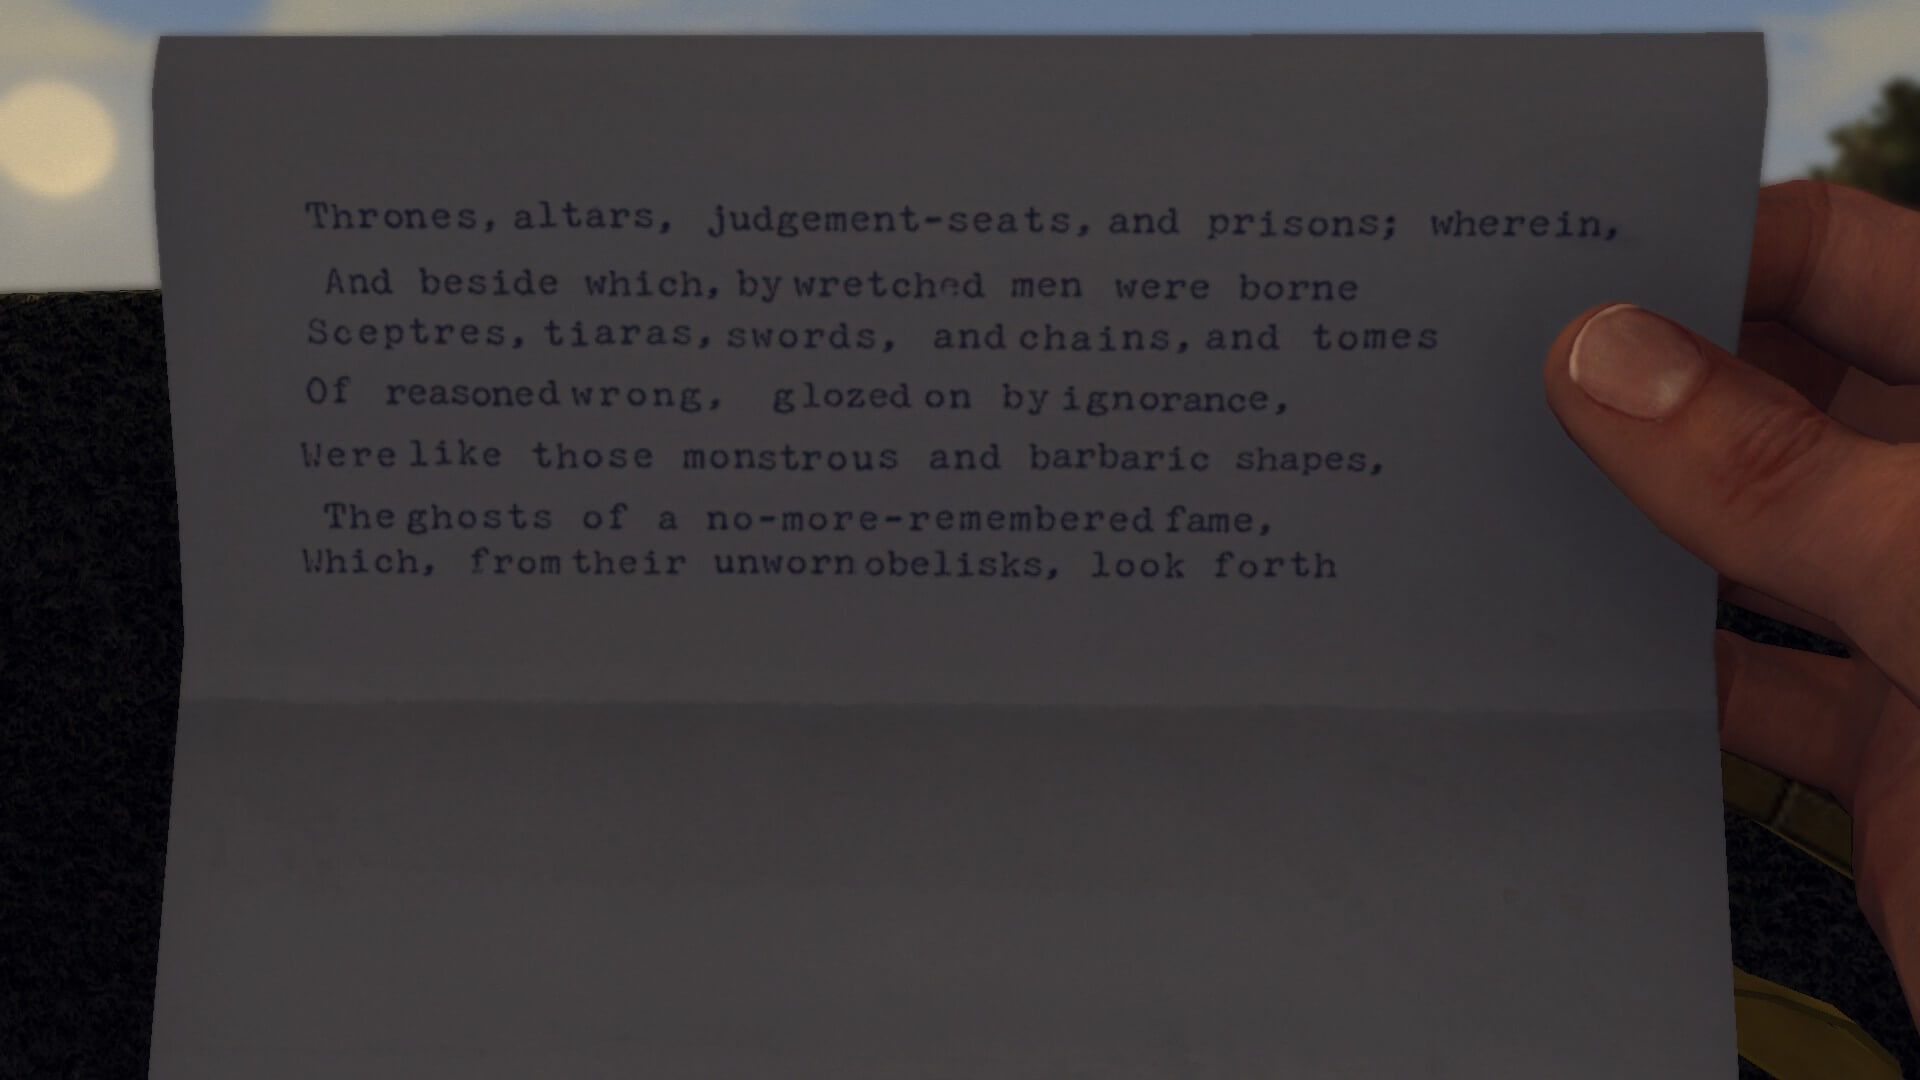 Thrones, altars, judgement-seats, and prisons; wherein,
And beside which, by wretched men were borne
Sceptres, tiaras, swords, and chains, and tomes
Of reasoned wrong, glozed on by ignorance,
Were like those monstrous and barbaric shapes,
The ghosts of a no-more-remembered fame,
Which, from their unworn obelisks, look forth